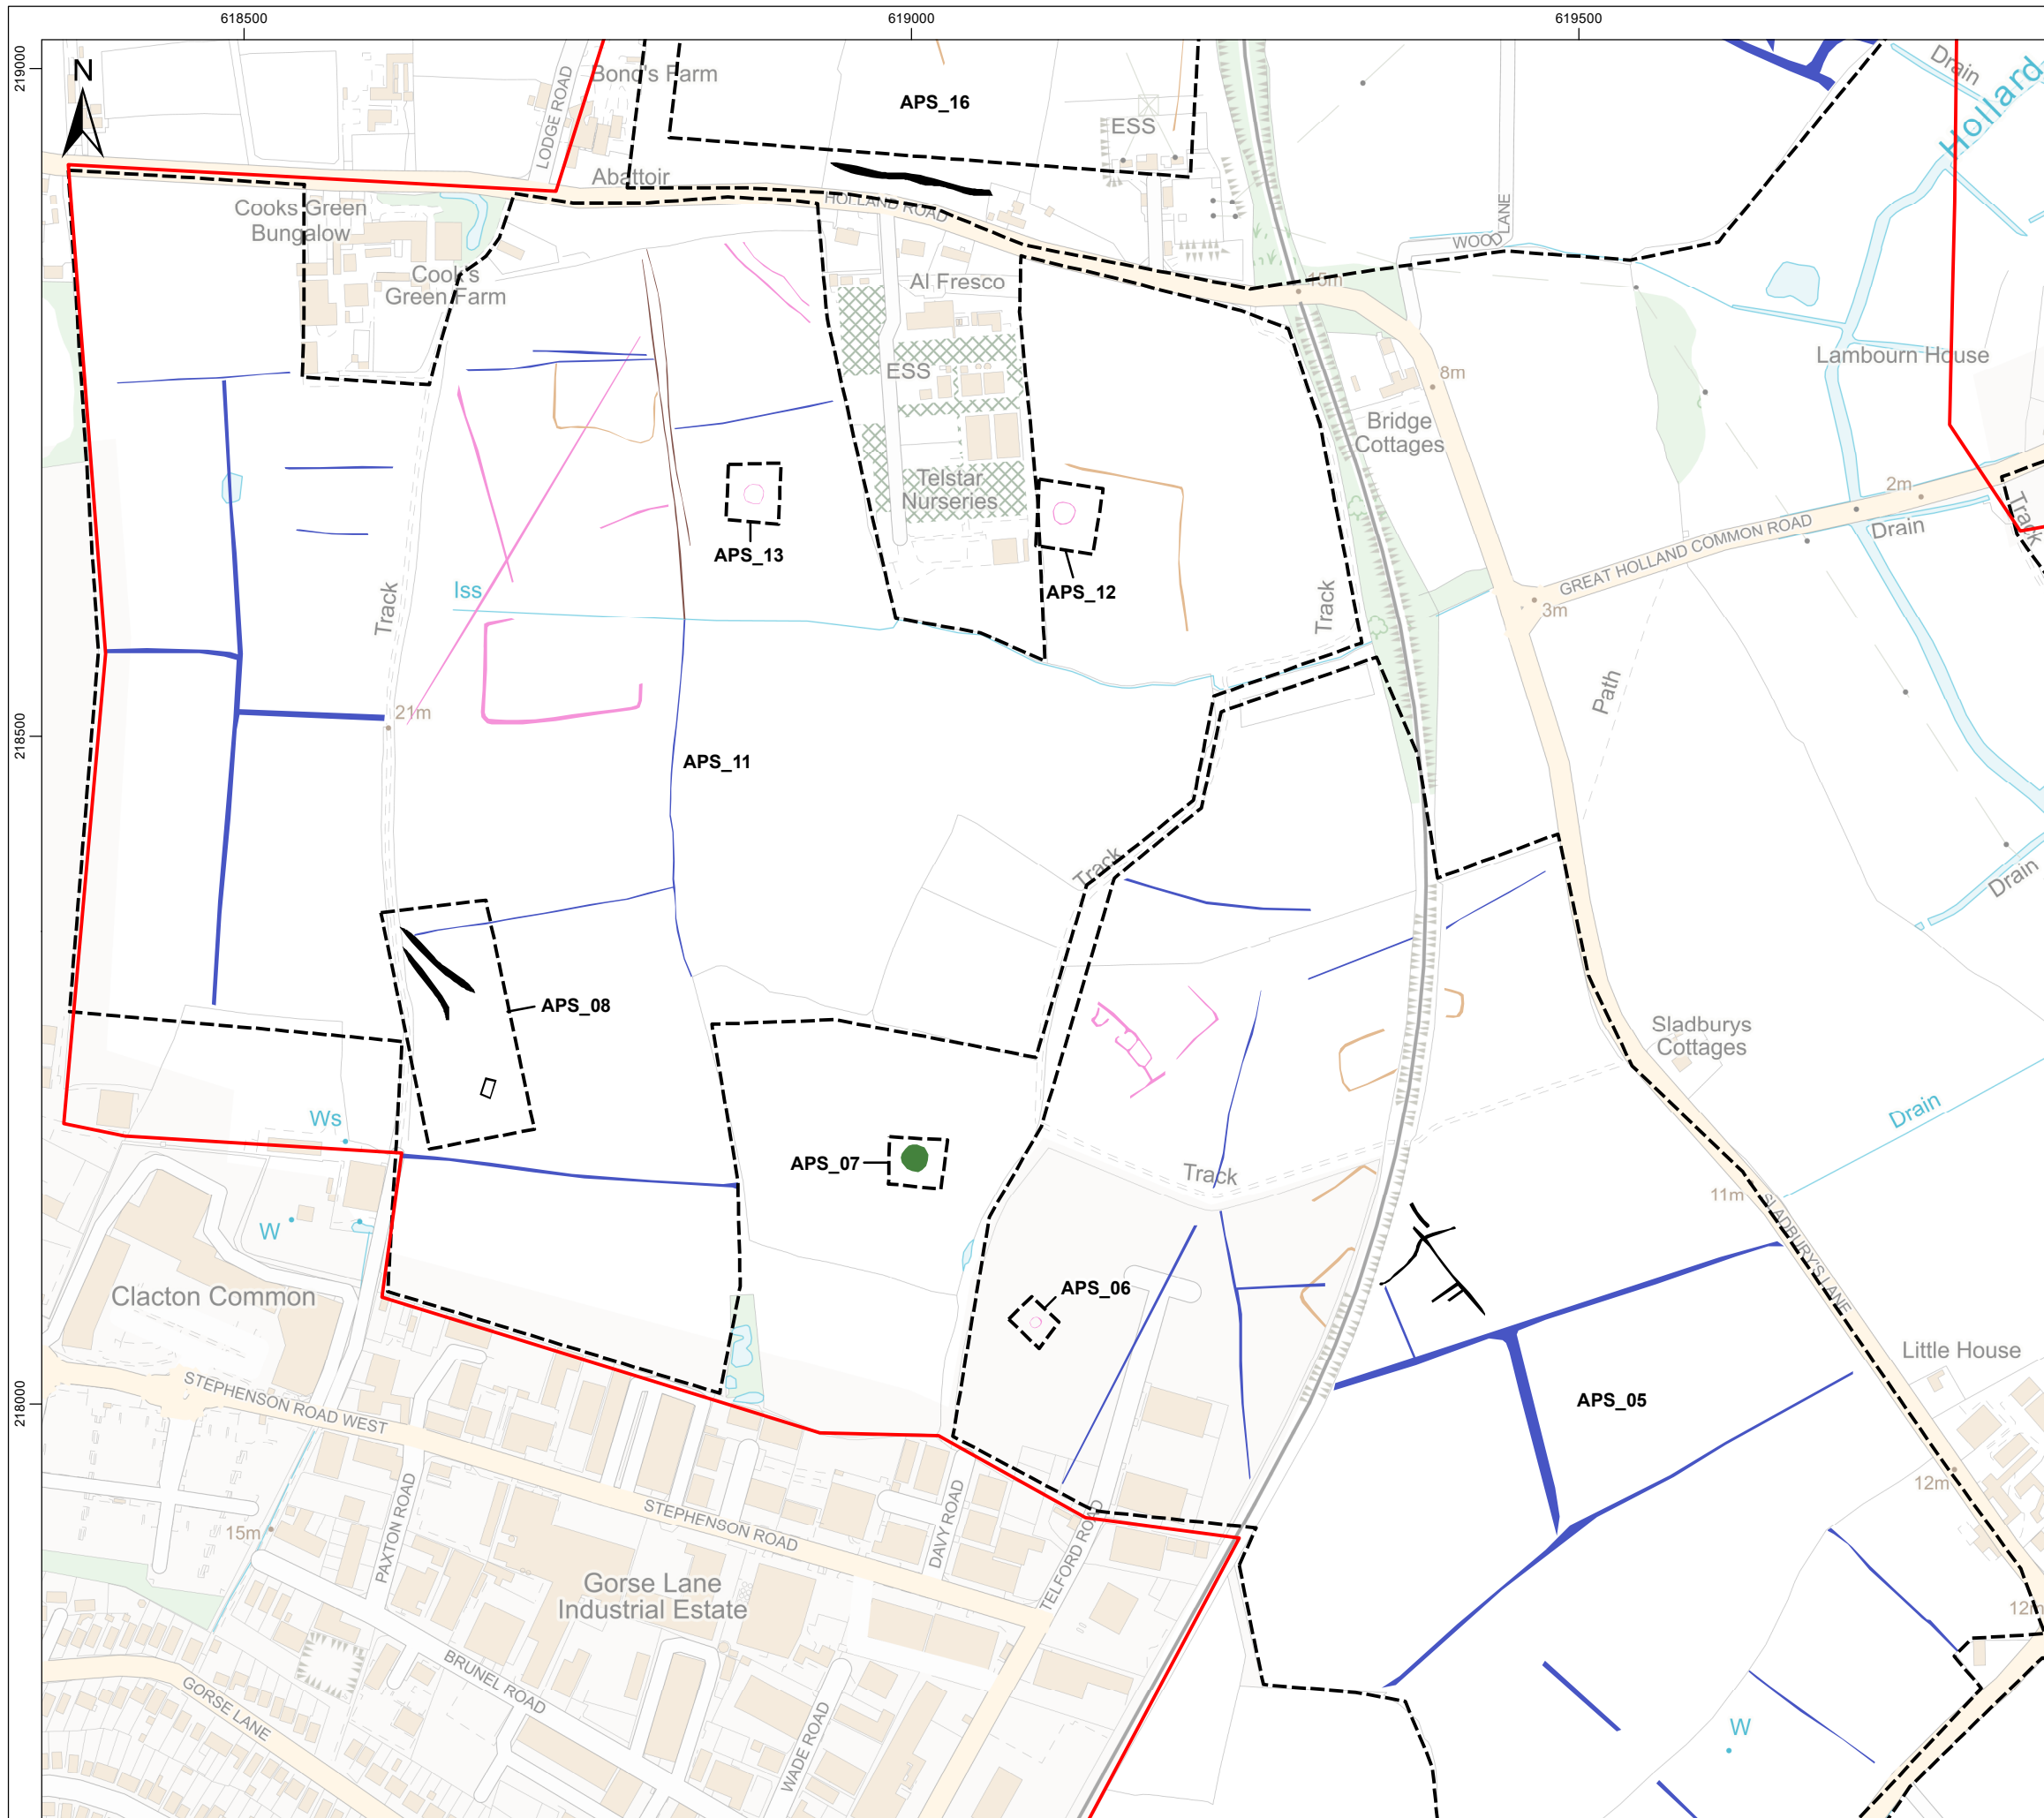 618500
619000
619500
219000
218500
218000
N
LODGE ROAD
Bond's Farm
APS_16
ESS
Drain
Holland
Abattoir
Cooks Green
Bungalow
HOLLAND ROAD
WOOD LANE
Cook's
Green Farm
Al Fresco
15m
Lambourn House
ESS
8m
Bridge
Cottages
Telstar
Nurseries
2m
Drain
Track
APS_13
APS_12
GREAT HOLLAND COMMON ROAD
3m
Iss
Track
Track
Path
21m
APS_11
Track
Drain
APS_08
Sladburys
Cottages
Ws
Drain
APS_07
Track
11m
SLADBURY'S LANE
W
Clacton Common
APS_06
Little House
STEPHENSON ROAD WEST
APS_05
12m
PAXTON ROAD
15m
STEPHENSON ROAD
DAVY ROAD
TELFORD ROAD
Gorse Lane
Industrial Estate
12m
BRUNEL ROAD
GORSE LANE
WADE ROAD
W